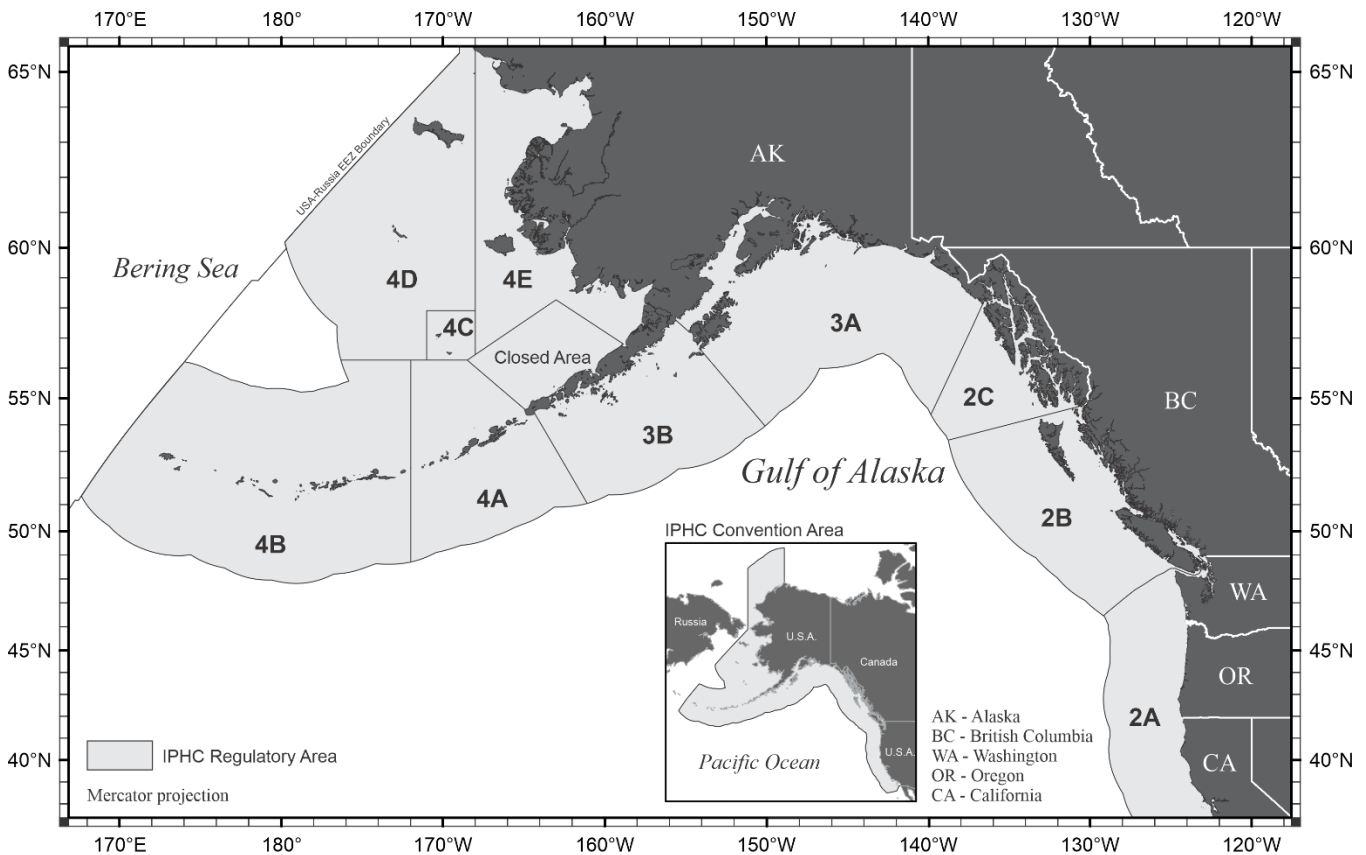 170°E 180° 170°W 160°W 150°W 140°W 130°W 120°W
65°N 65°N
USA-Russia EEZ Boundary
AK
60°N 60°N
Bering Sea
4D 4E
3A
4C
Closed Area
55°N 55°N
2C
BC
3B
Gulf of Alaska
4A
50°N 50°N
4B
2B
IPHC Convention Area
WA
Russia
U.S.A.
Canada
45°N 45°N
OR
2A
AK - Alaska
BC - British Columbia
WA - Washington
OR - Oregon
CA - California
U.S.A.
Pacific Ocean
CA
40°N 40°N
IPHC Regulatory Area
Mercator projection
170°E 180° 170°W 160°W 150°W 140°W 130°W 120°W